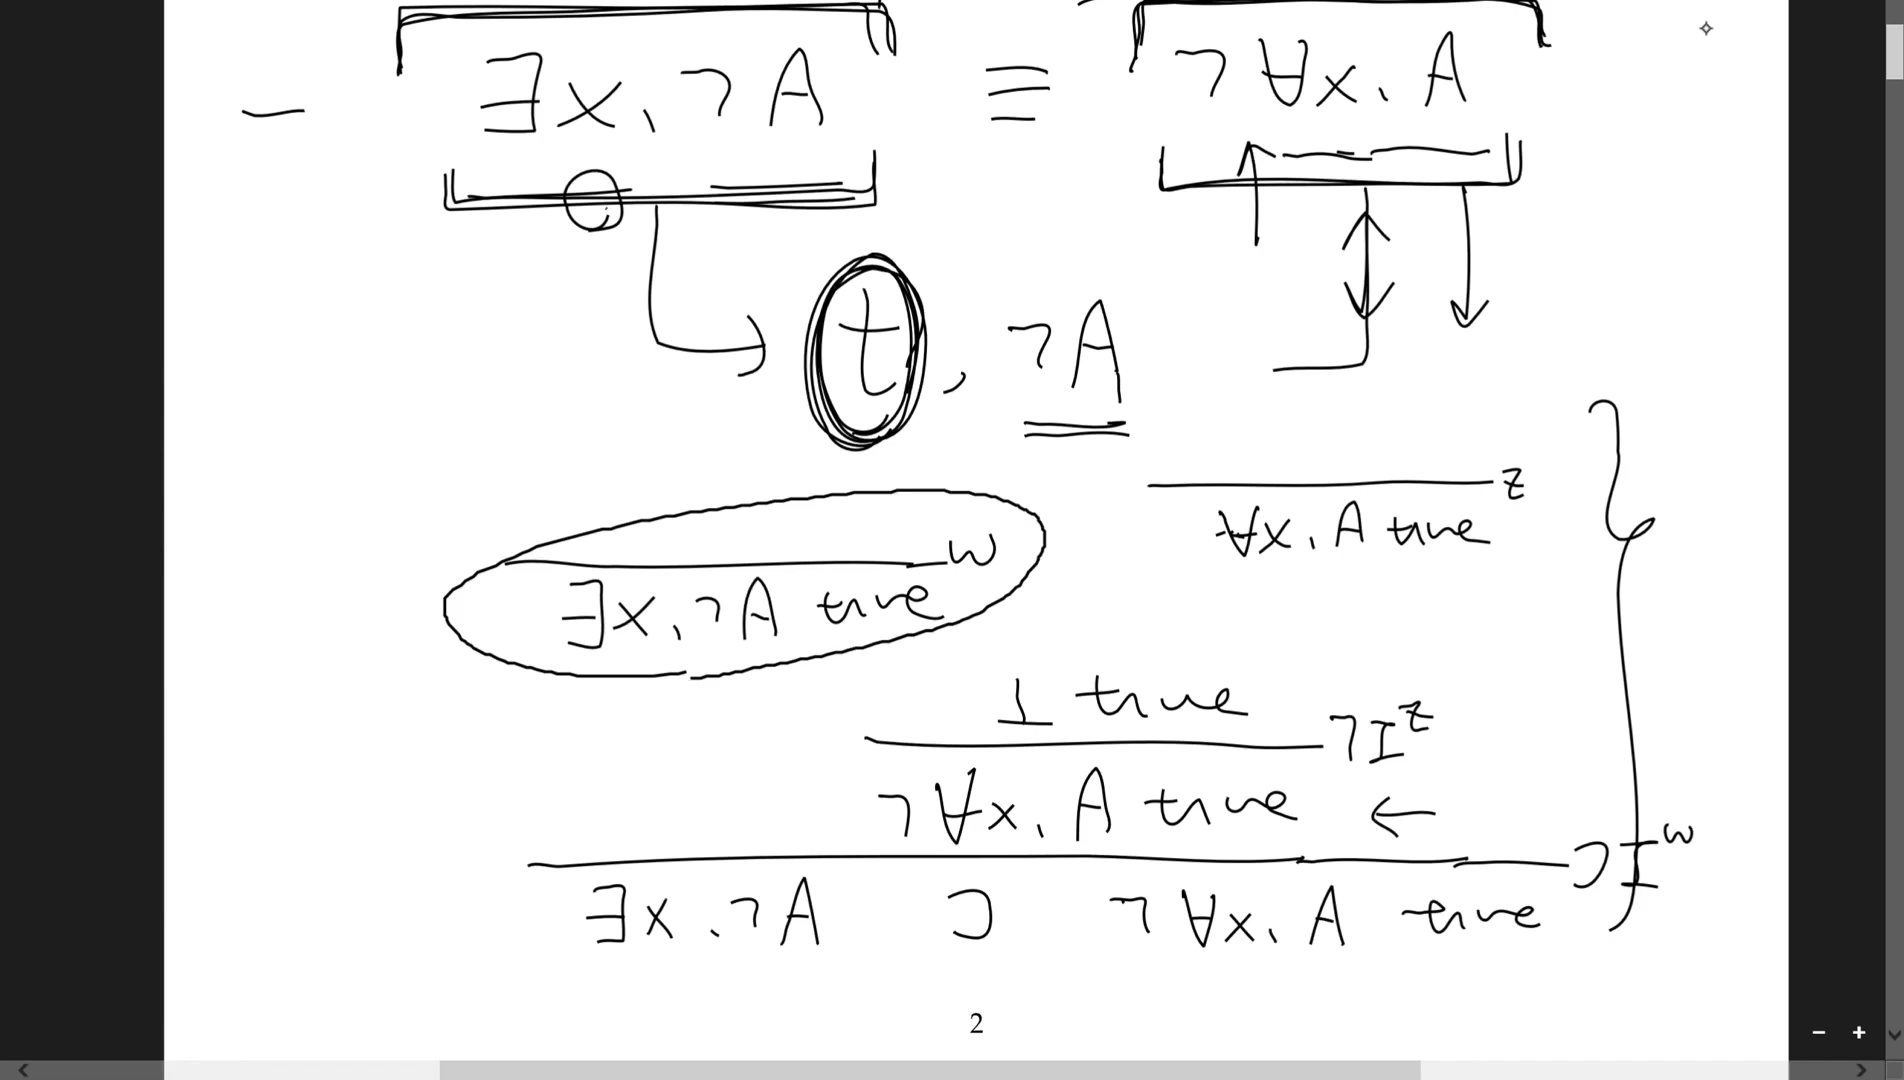 ∃x.¬A ≡ ¬∀x.A
t, ¬A
z
∀x.A true
w
∃x.¬A true
⊥ true
¬I^z
¬∀x.A true ←
⊃I^w
∃x.¬A ⊃ ¬∀x.A true
2